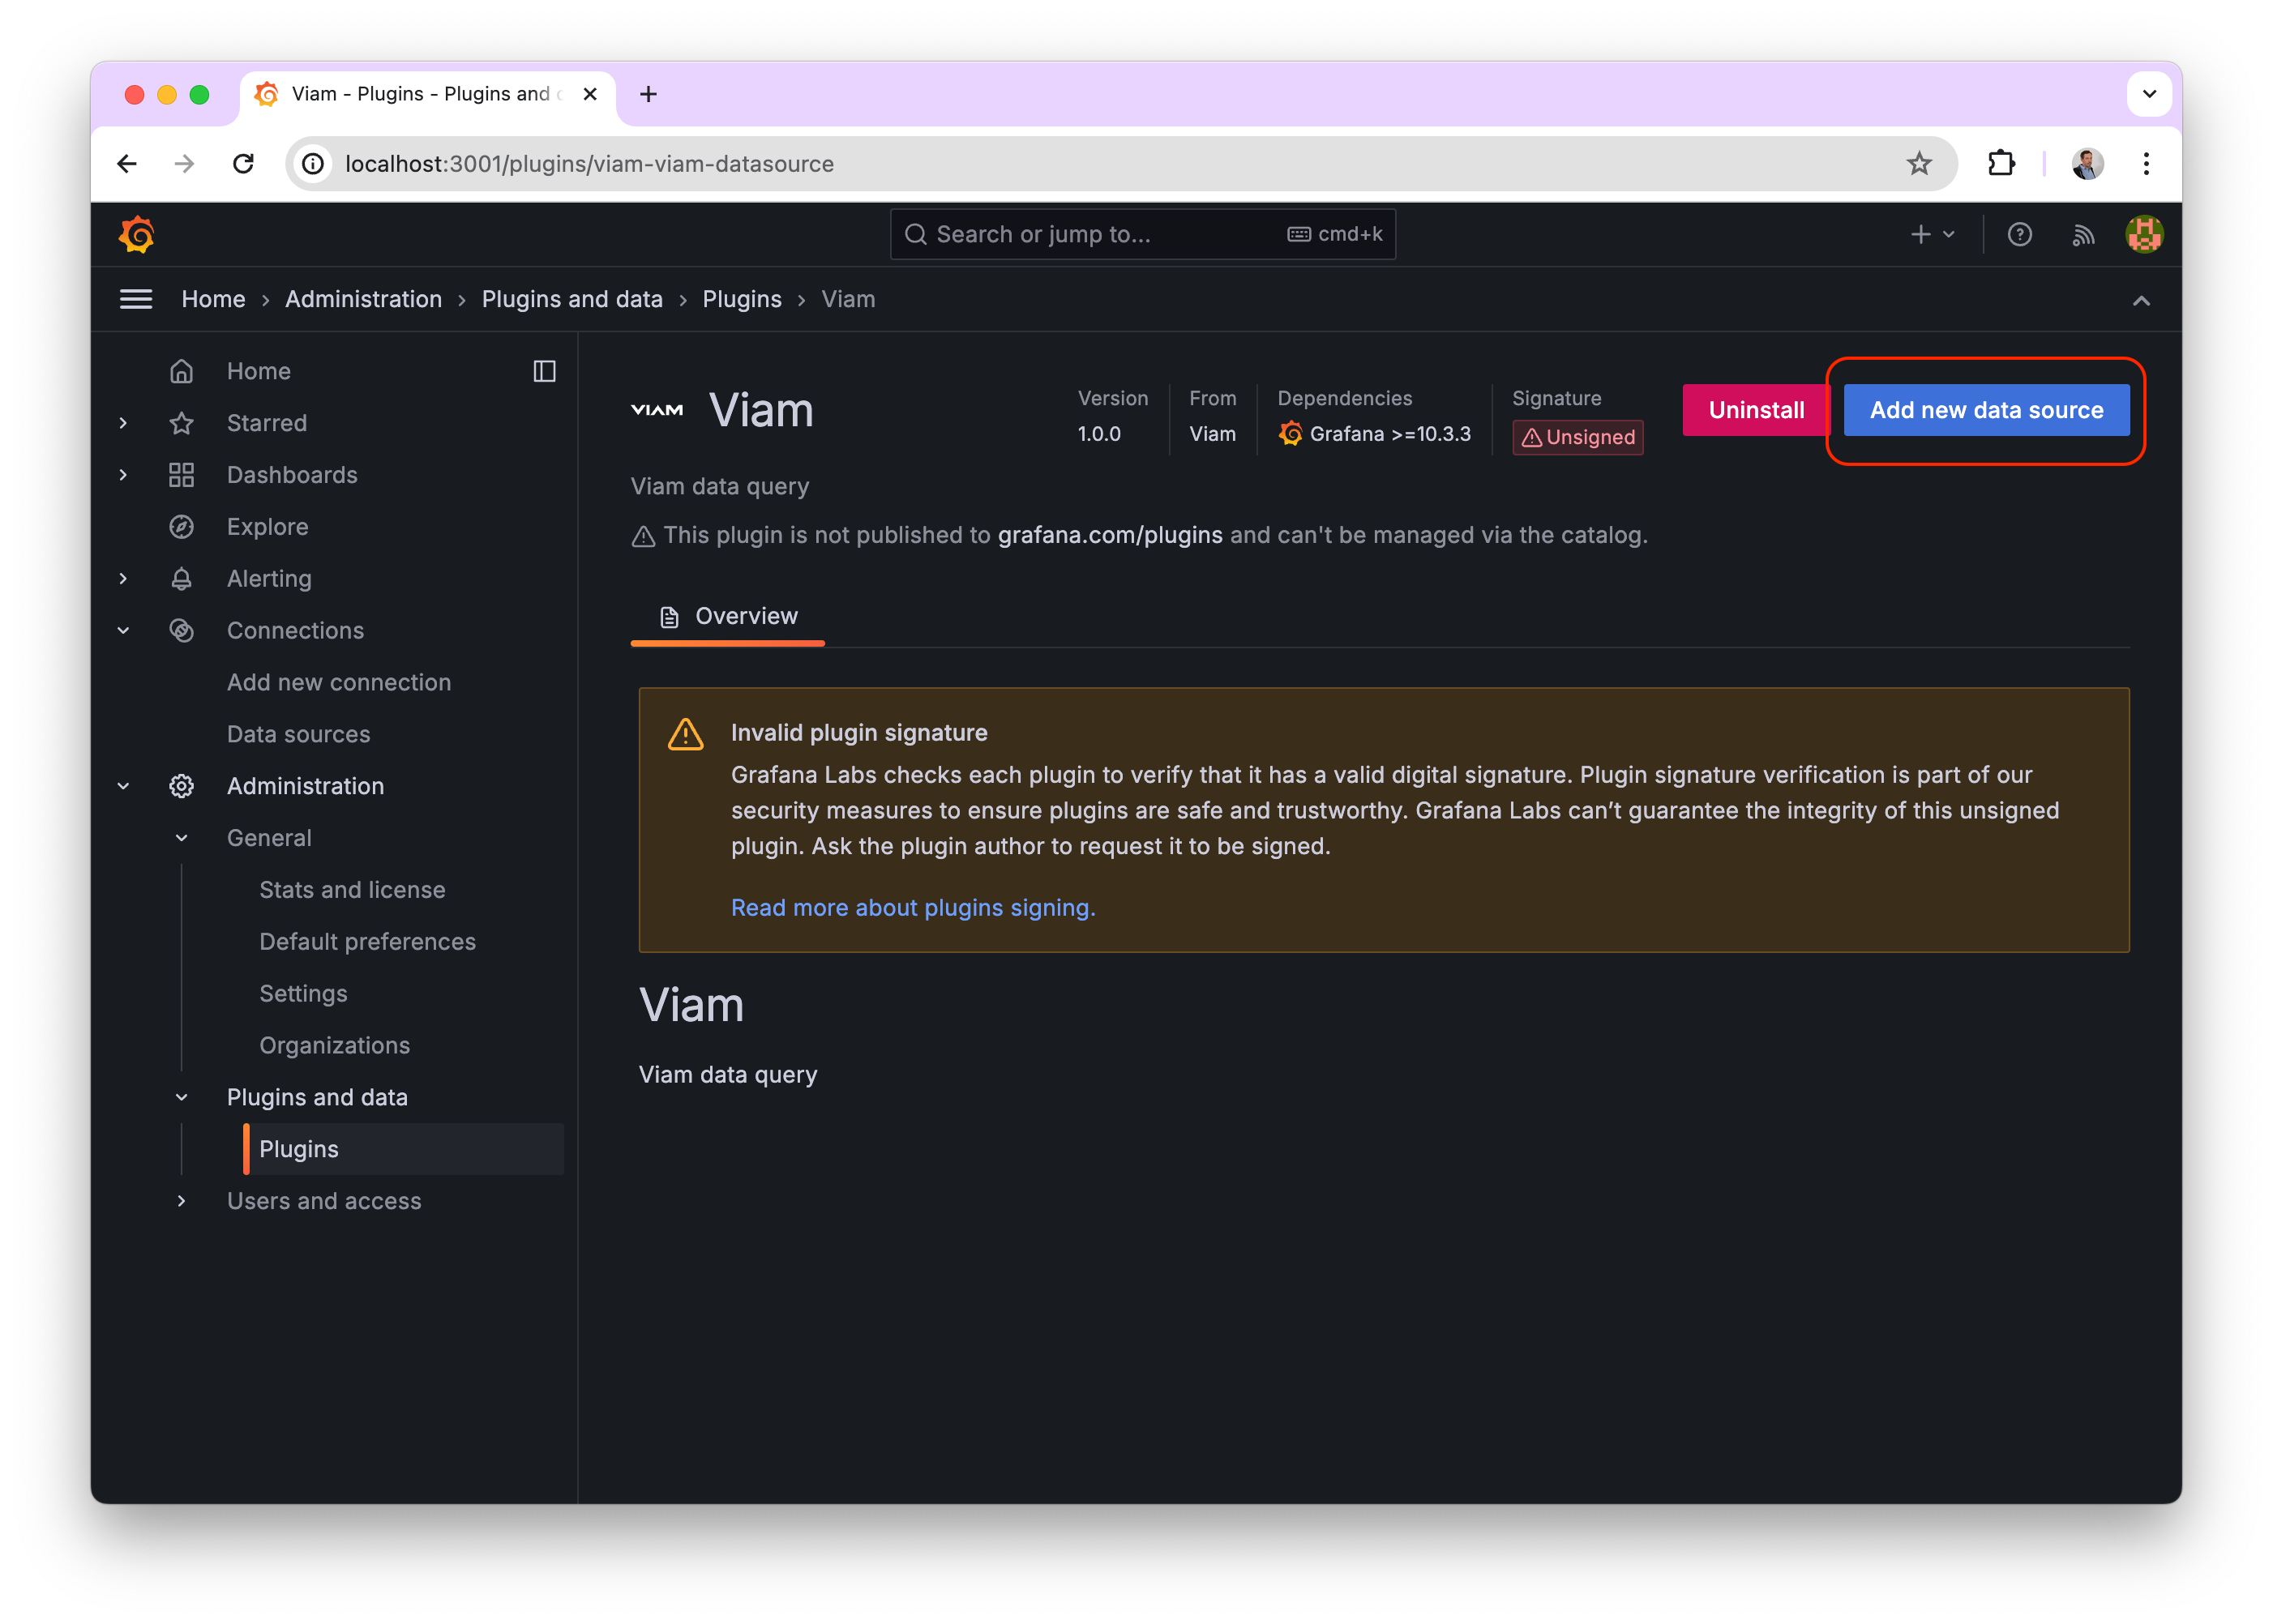 Viam - Plugins - Plugins and
localhost:3001/plugins/viam-viam-datasource
Search or jump to...
cmd+k
Home › Administration › Plugins and data › Plugins › Viam
Home
Starred
Dashboards
Explore
Alerting
Connections
Add new connection
Data sources
Administration
General
Stats and license
Default preferences
Settings
Organizations
Plugins and data
Plugins
Users and access
VIAM
Viam
Version
1.0.0
From
Viam
Dependencies
Grafana >=10.3.3
Signature
Unsigned
Uninstall
Add new data source
Viam data query
This plugin is not published to grafana.com/plugins and can't be managed via the catalog.
Overview
Invalid plugin signature
Grafana Labs checks each plugin to verify that it has a valid digital signature. Plugin signature verification is part of our
security measures to ensure plugins are safe and trustworthy. Grafana Labs can’t guarantee the integrity of this unsigned
plugin. Ask the plugin author to request it to be signed.
Read more about plugins signing.
Viam
Viam data query